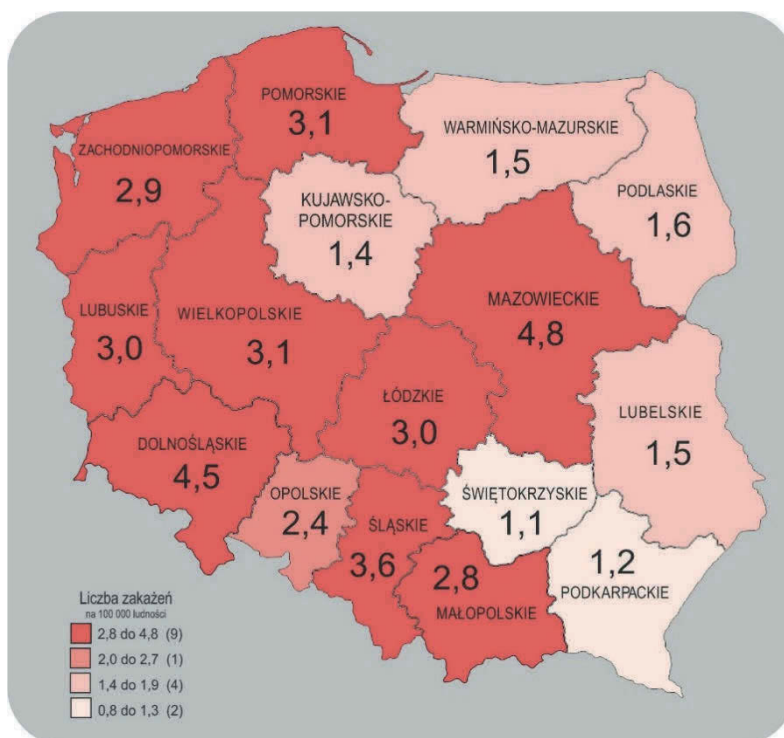 POMORSKIE
3,1
ZACHODNIOPOMORSKIE
2,9
WARMIŃSKO-MAZURSKIE
1,5
PODLASKIE
1,6
KUJAWSKO-
POMORSKIE
1,4
LUBUSKIE
3,0
WIELKOPOLSKIE
3,1
MAZOWIECKIE
4,8
ŁÓDZKIE
3,0
LUBELSKIE
1,5
DOLNOŚLĄSKIE
4,5
OPOLSKIE
2,4
ŚLĄSKIE
3,6
ŚWIĘTOKRZYSKIE
1,1
2,8
MAŁOPOLSKIE
1,2
PODKARPACKIE
Liczba zakażeń
na 100 000 ludności
2,8 do 4,8 (9)
2,0 do 2,7 (1)
1,4 do 1,9 (4)
0,8 do 1,3 (2)